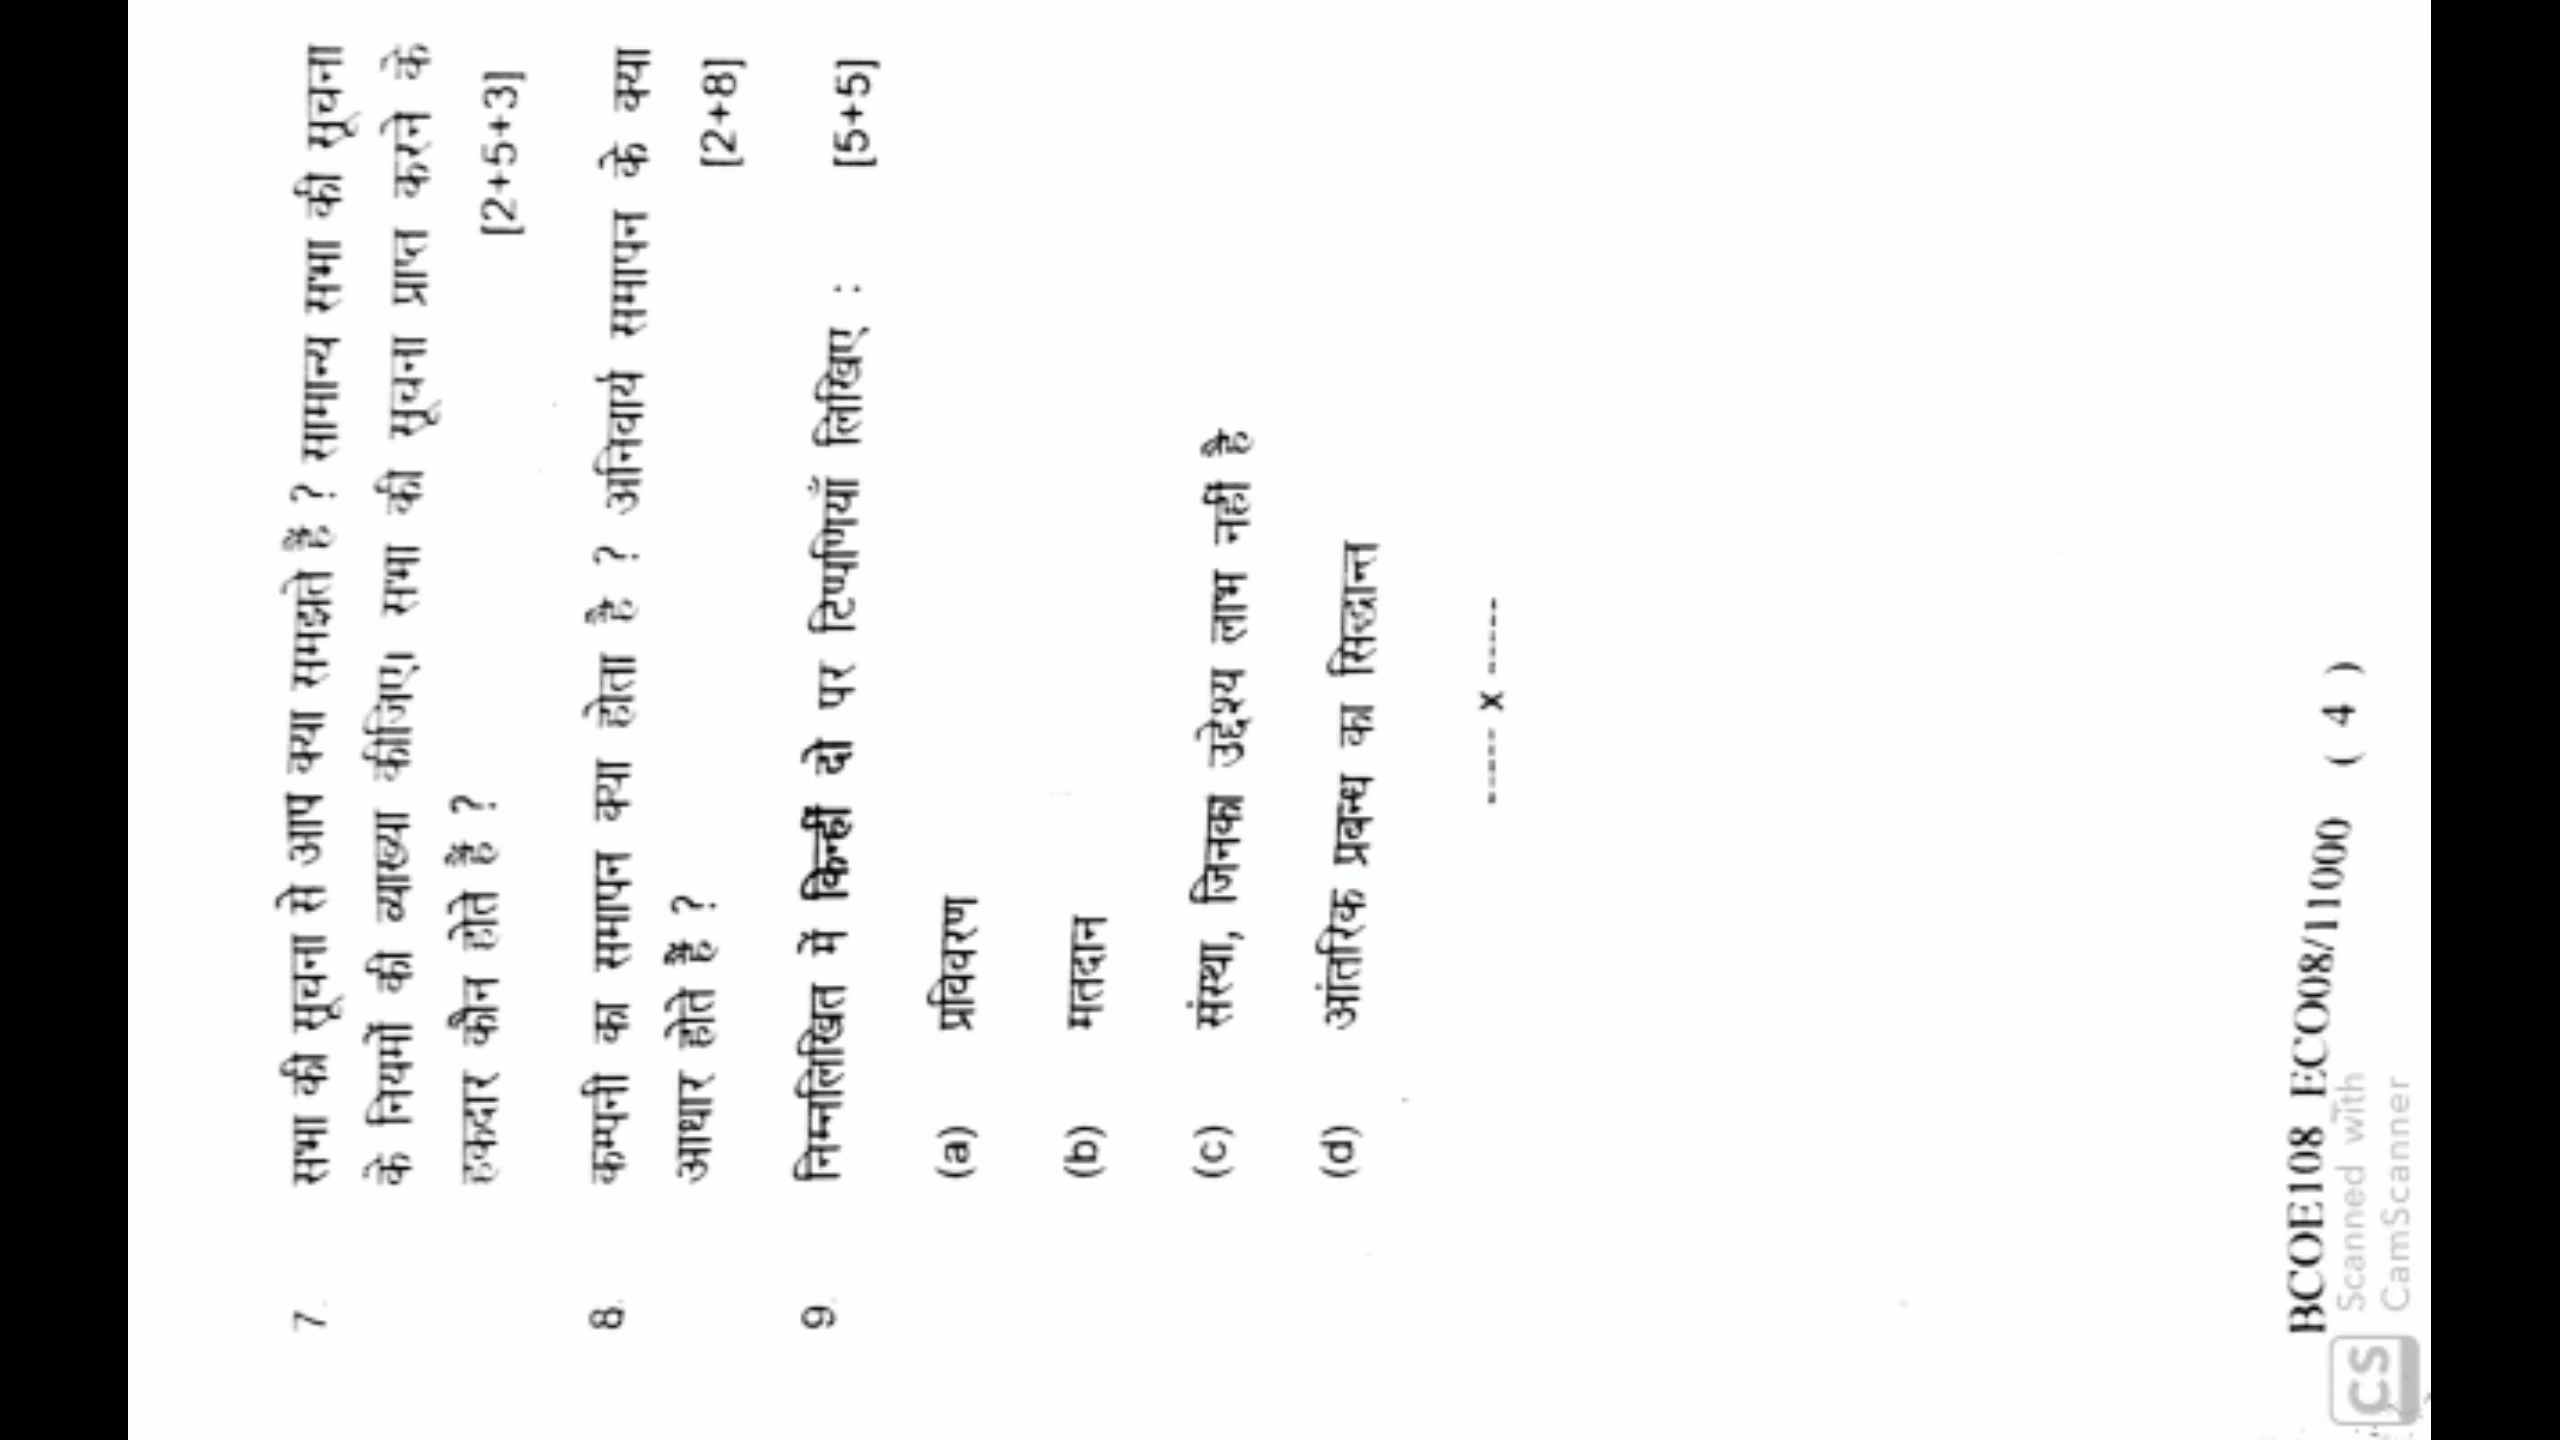 7. सभा की सूचना से आप क्या समझते हैं ? सामान्य सभा की सूचना
के नियमों की व्याख्या कीजिए। सभा की सूचना प्राप्त करने के
हकदार कौन होते हैं ? [2+5+3]
8. कम्पनी का समापन क्या होता है ? अनिवार्य समापन के क्या
आधार होते हैं ? [2+8]
9. निम्नलिखित में किन्हीं दो पर टिप्पणियाँ लिखिए : [5+5]
(a) प्रविवरण
(b) मतदान
(c) संस्था, जिनका उद्देश्य लाभ नहीं है
(d) आंतरिक प्रबन्ध का सिद्धान्त
----- x -----
BCOE108 ECO08/11000 ( 4 )
CS Scanned with
CamScanner